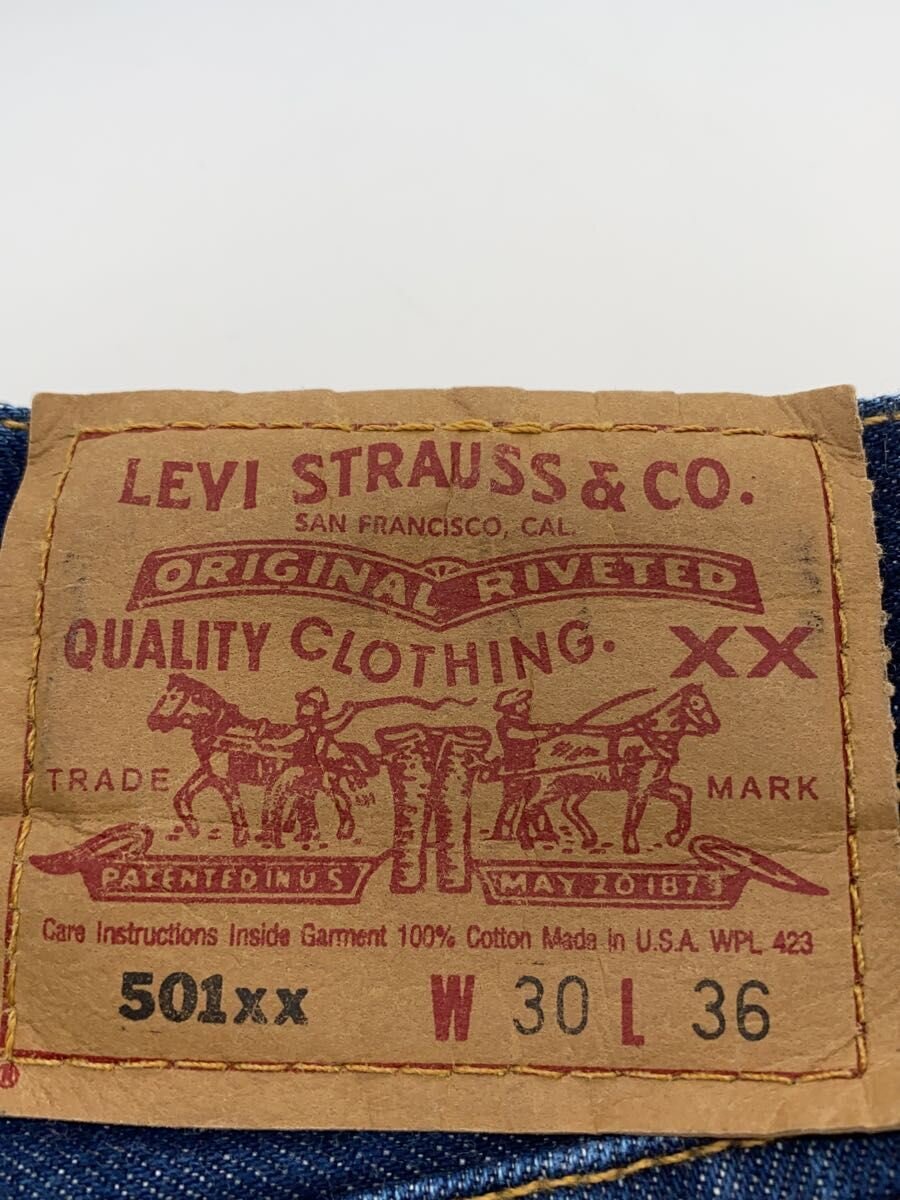 LEVI STRAUSS & CO.
SAN FRANCISCO, CAL.
ORIGINAL RIVETED
QUALITY CLOTHING. XX
TRADE MARK
PATENTED IN U S MAY 20 1873
Care Instructions Inside Garment 100% Cotton Made in U.S.A. WPL 423
501xx W 30 L 36
®